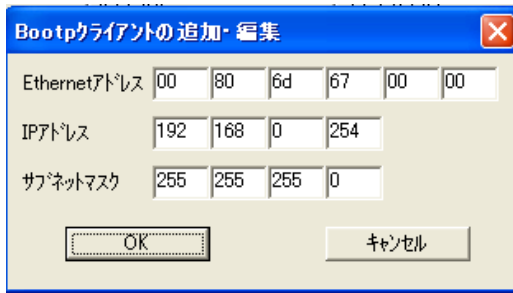 Bootpｸﾗｲｱﾝﾄの追加・編集
Ethernetｱﾄﾞﾚｽ 00 80 6d 67 00 00
IPｱﾄﾞﾚｽ 192 168 0 254
ｻﾌﾞﾈｯﾄﾏｽｸ 255 255 255 0
OK ｷｬﾝｾﾙ